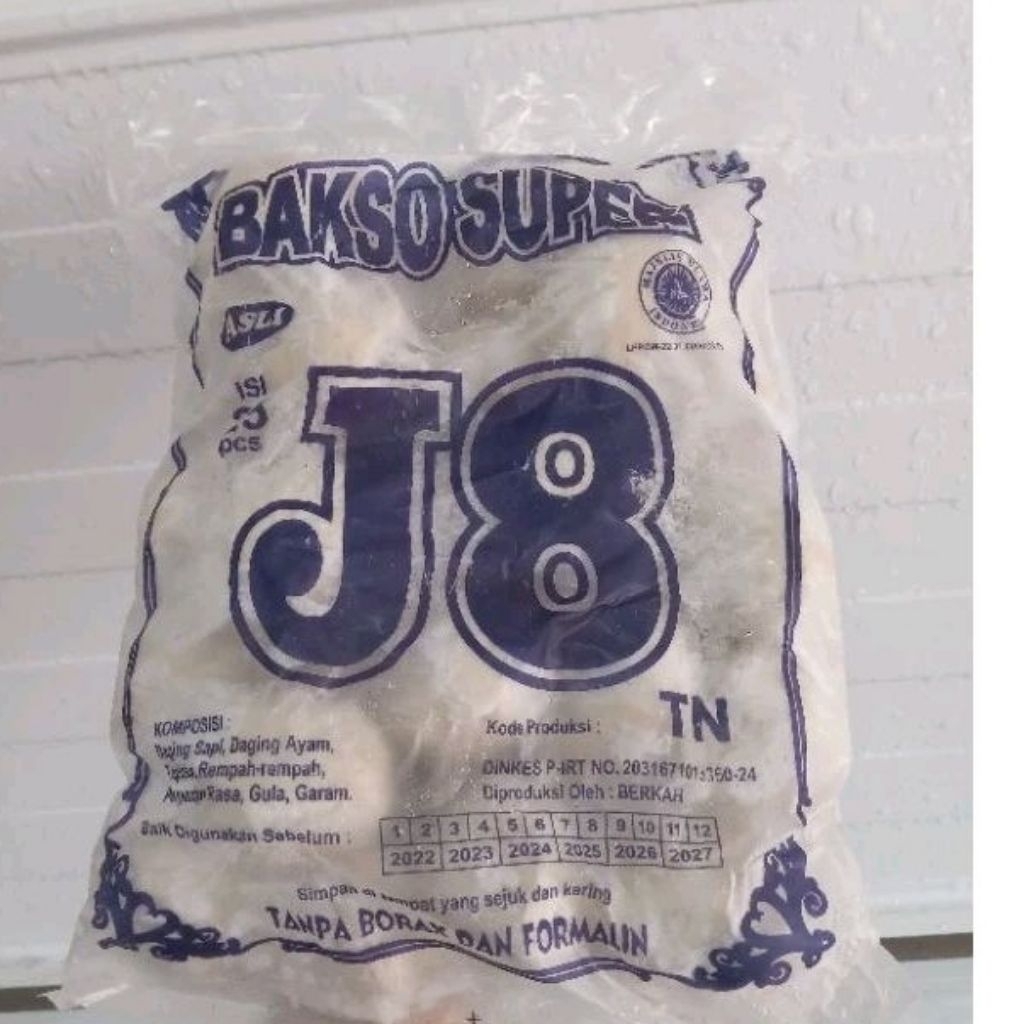 BAKSO SUPER
ASLI
MAJELIS ULAMA
INDONESIA
ISI
PCS
J8
TN
KOMPOSISI :
Daging Sapi, Daging Ayam,
Rempah-rempah,
Rasa, Gula, Garam.
Kode Produksi :
DINKES P-IRT NO.
Diproduksi Oleh : BERKAH
Baik Digunakan Sebelum :
1 2 3 4 5 6 7 8 9 10 11 12
2022 2023 2024 2025 2026 2027
Simpan di tempat yang sejuk dan kering
TANPA BORAX DAN FORMALIN